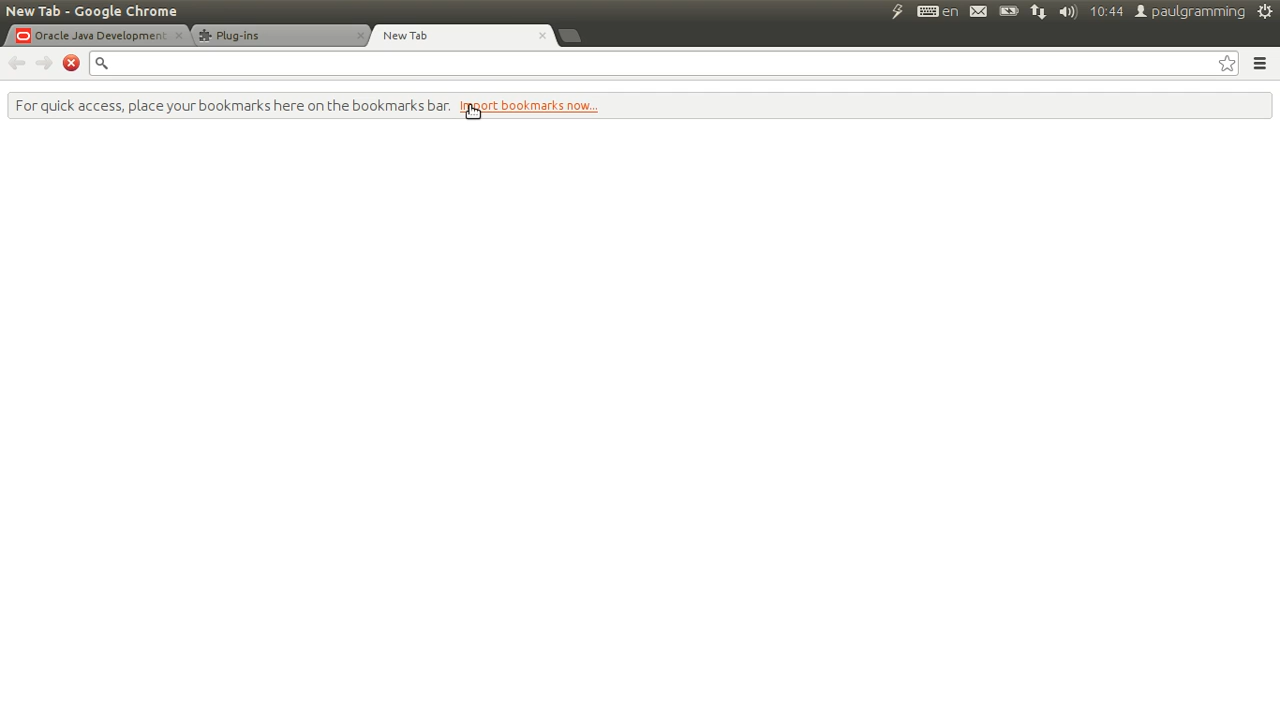 New Tab - Google Chrome
en
10:44
paulgramming
Oracle Java Development
Plug-ins
New Tab
For quick access, place your bookmarks here on the bookmarks bar. Import bookmarks now...